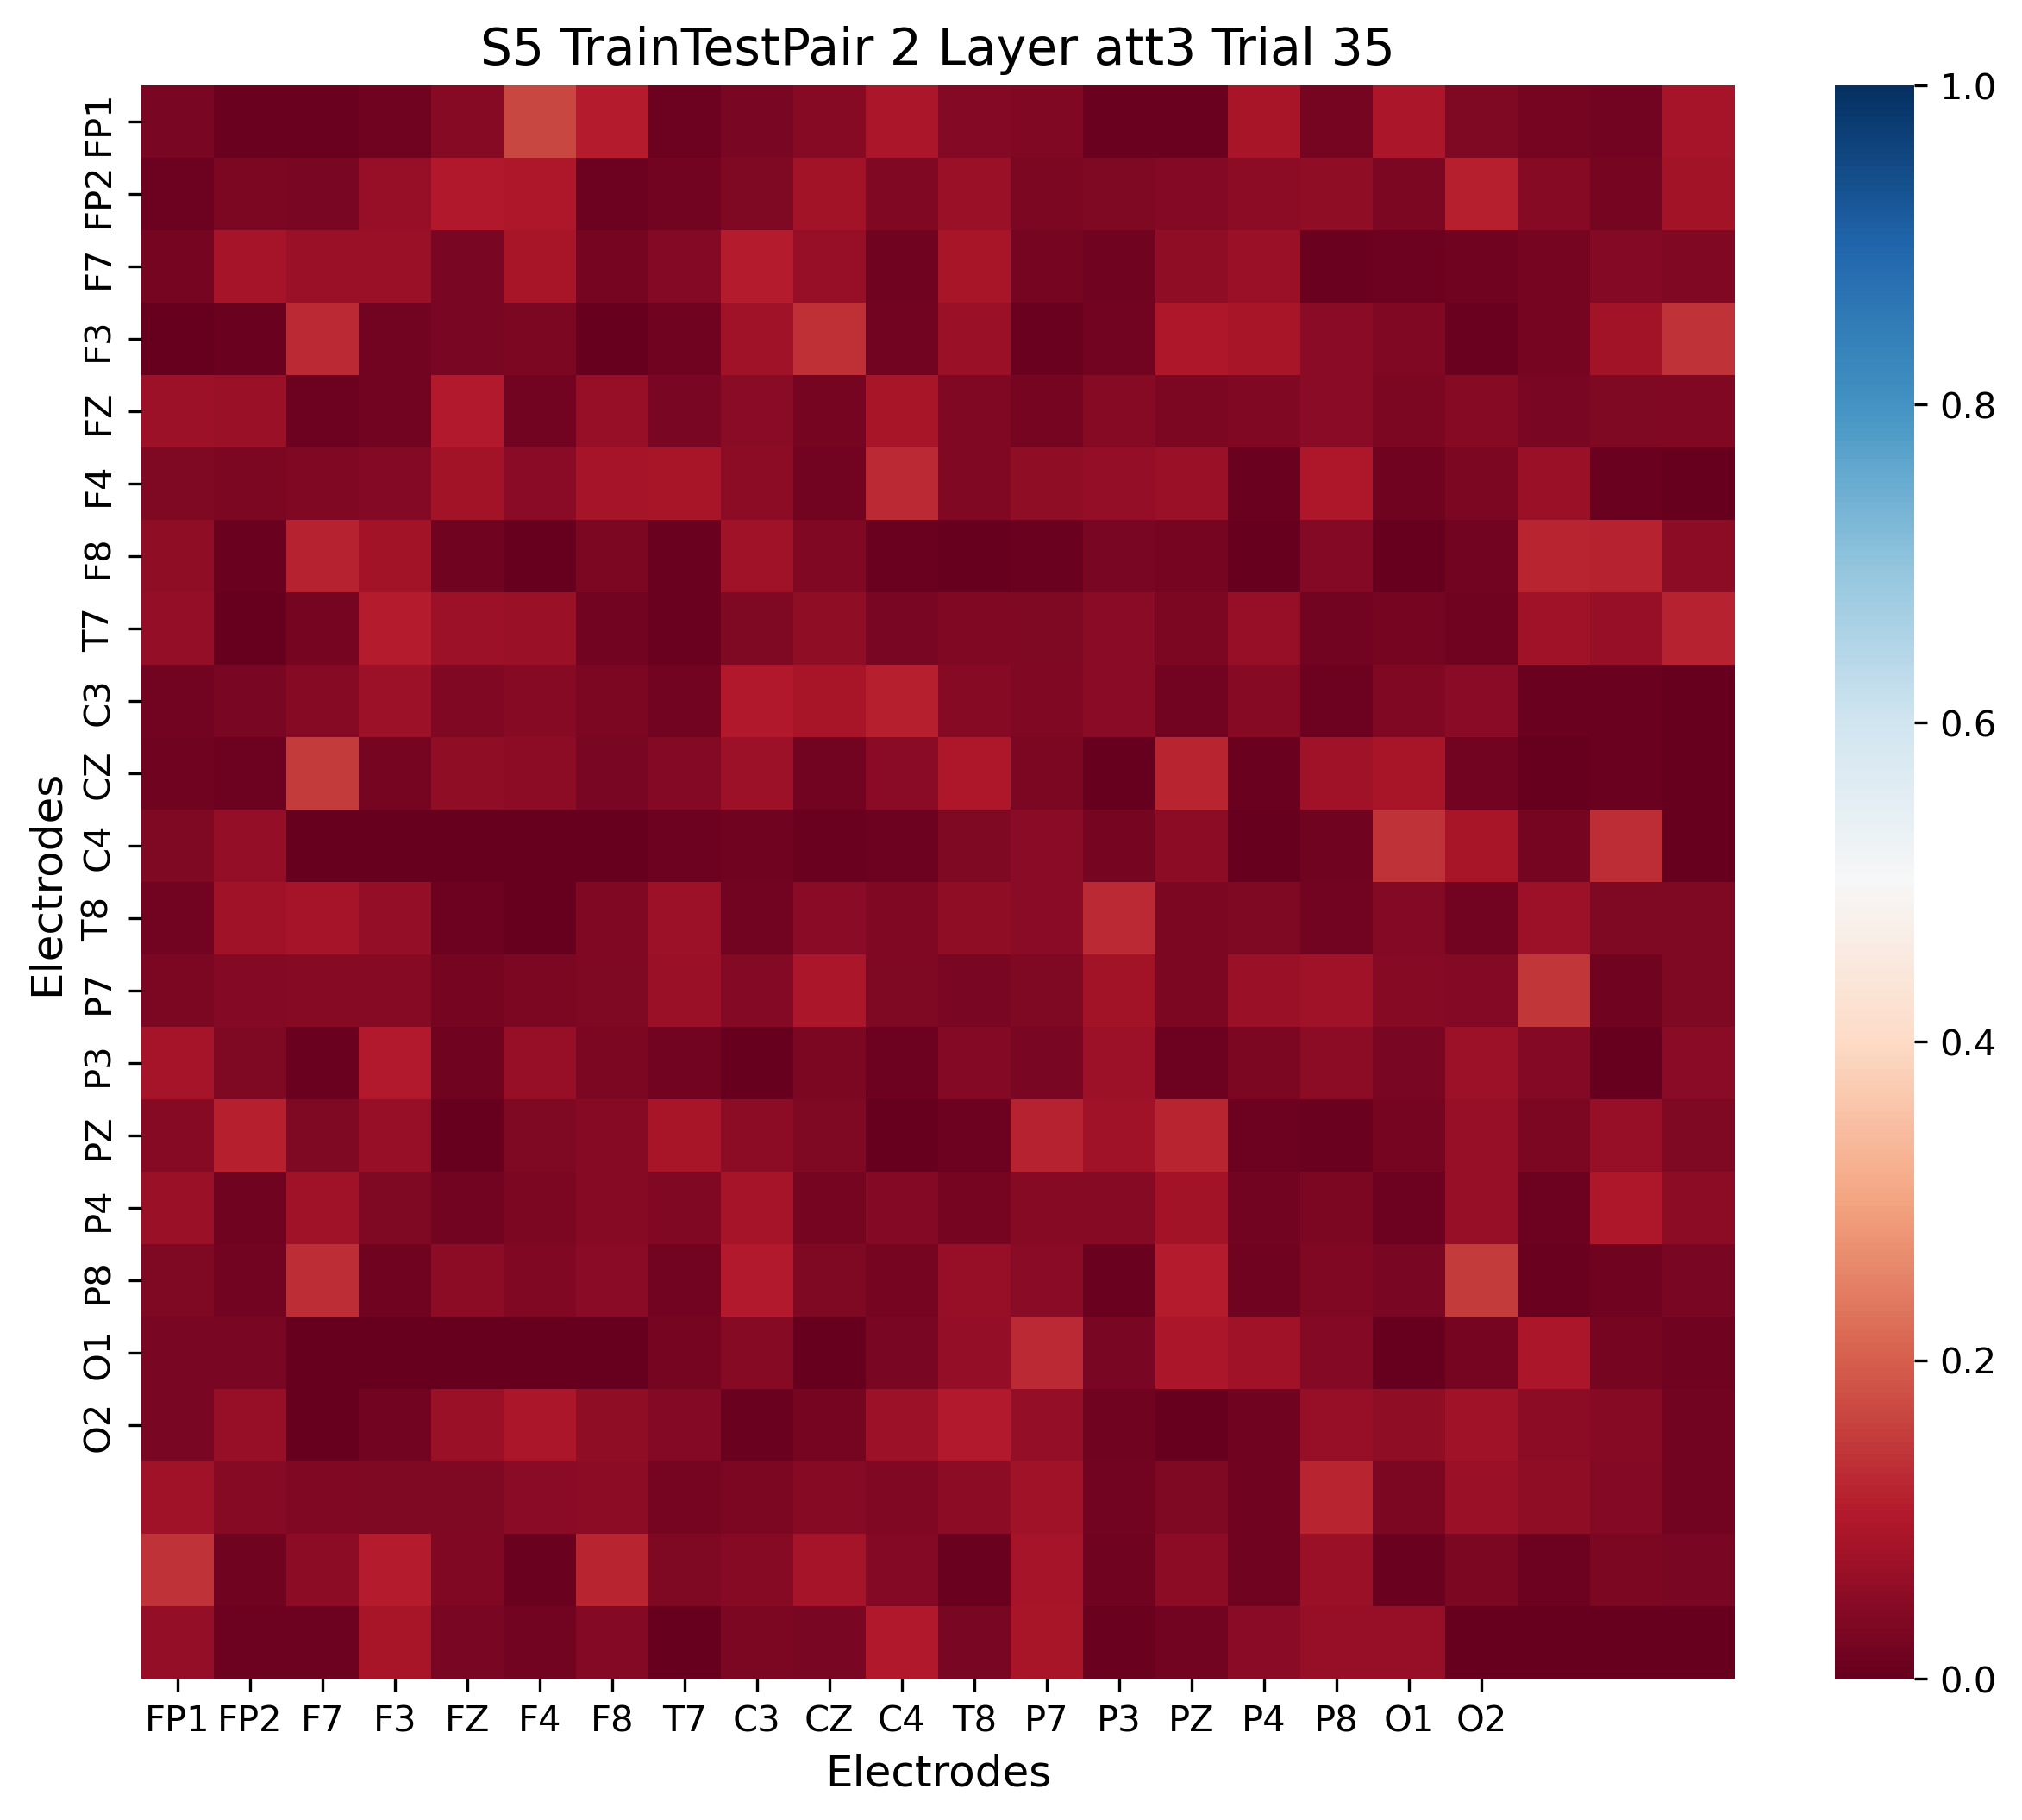 S5 TrainTestPair 2 Layer att3 Trial 35
Electrodes
FP1
FP2
F7
F3
FZ
F4
F8
T7
C3
CZ
C4
T8
P7
P3
PZ
P4
P8
O1
O2
FP1 FP2 F7 F3 FZ F4 F8 T7 C3 CZ C4 T8 P7 P3 PZ P4 P8 O1 O2
Electrodes
1.0
0.8
0.6
0.4
0.2
0.0